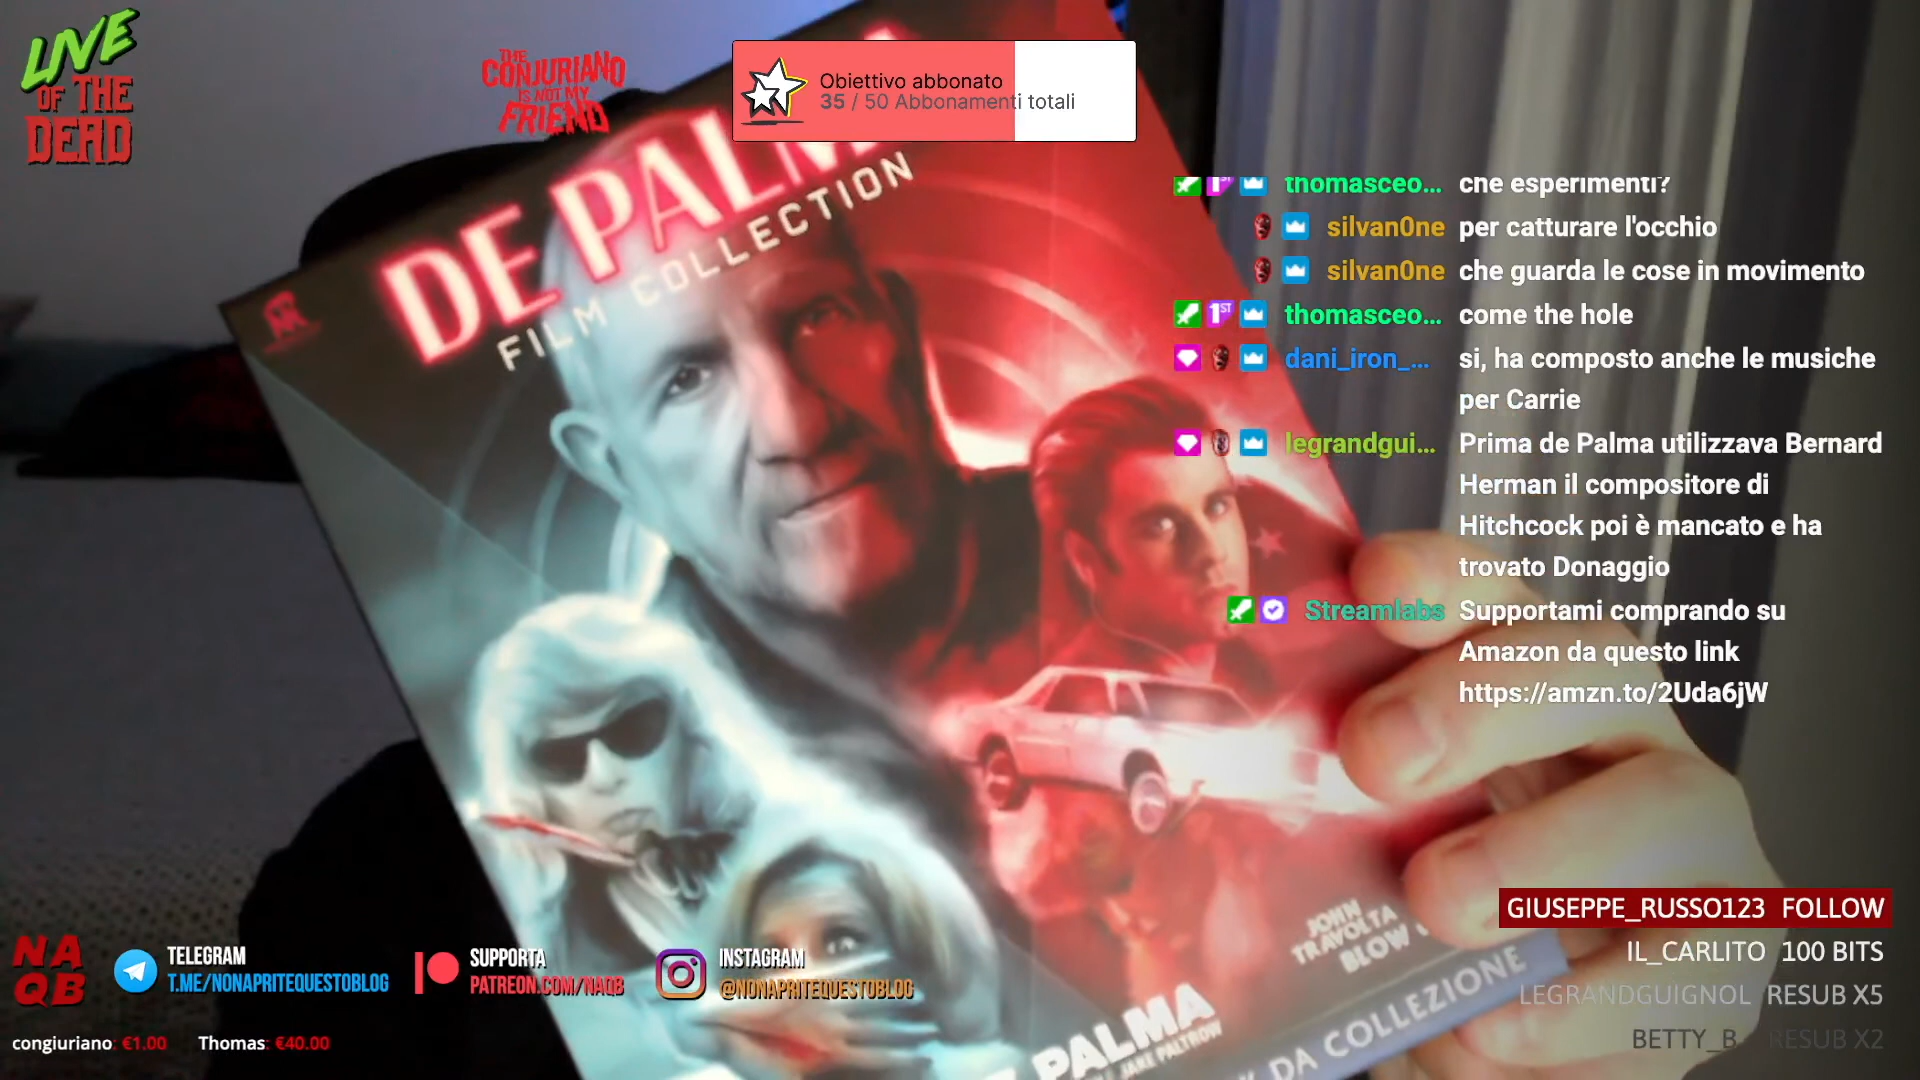 LIVE
OF THE
DEAD
THE
CONJURIANO
IS NOT MY
FRIEND
Obiettivo abbonato
35 / 50 Abbonamenti totali
DE PALMA
FILM COLLECTION
thomasceo... che esperimenti?
silvan0ne per catturare l'occhio
silvan0ne che guarda le cose in movimento
thomasceo... come the hole
dani_iron_... si, ha composto anche le musiche
per Carrie
legrandgui... Prima de Palma utilizzava Bernard
Herman il compositore di
Hitchcock poi è mancato e ha
trovato Donaggio
Streamlabs Supportami comprando su
Amazon da questo link
https://amzn.to/2Uda6jW
JOHN
TRAVOLTA
BLOW
PALMA
JAKE PALTROW
DA COLLEZIONE
GIUSEPPE_RUSSO123 FOLLOW
IL_CARLITO 100 BITS
LEGRANDGUIGNOL RESUB X5
BETTY_B RESUB X2
NA
QB
TELEGRAM
T.ME/NONAPRITEQUESTOBLOG
SUPPORTA
PATREON.COM/NAQB
INSTAGRAM
@NONAPRITEQUESTOBLOG
congiuriano: €1.00 Thomas: €40.00